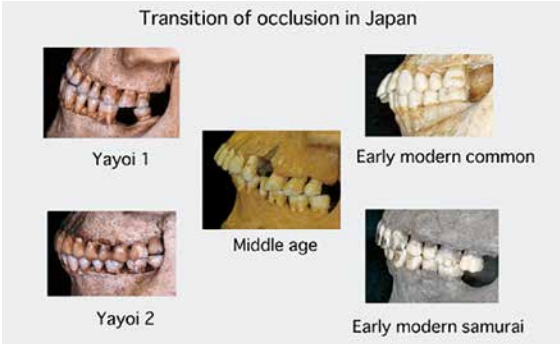 Transition of occlusion in Japan
Yayoi 1
Early modern common
Middle age
Yayoi 2
Early modern samurai